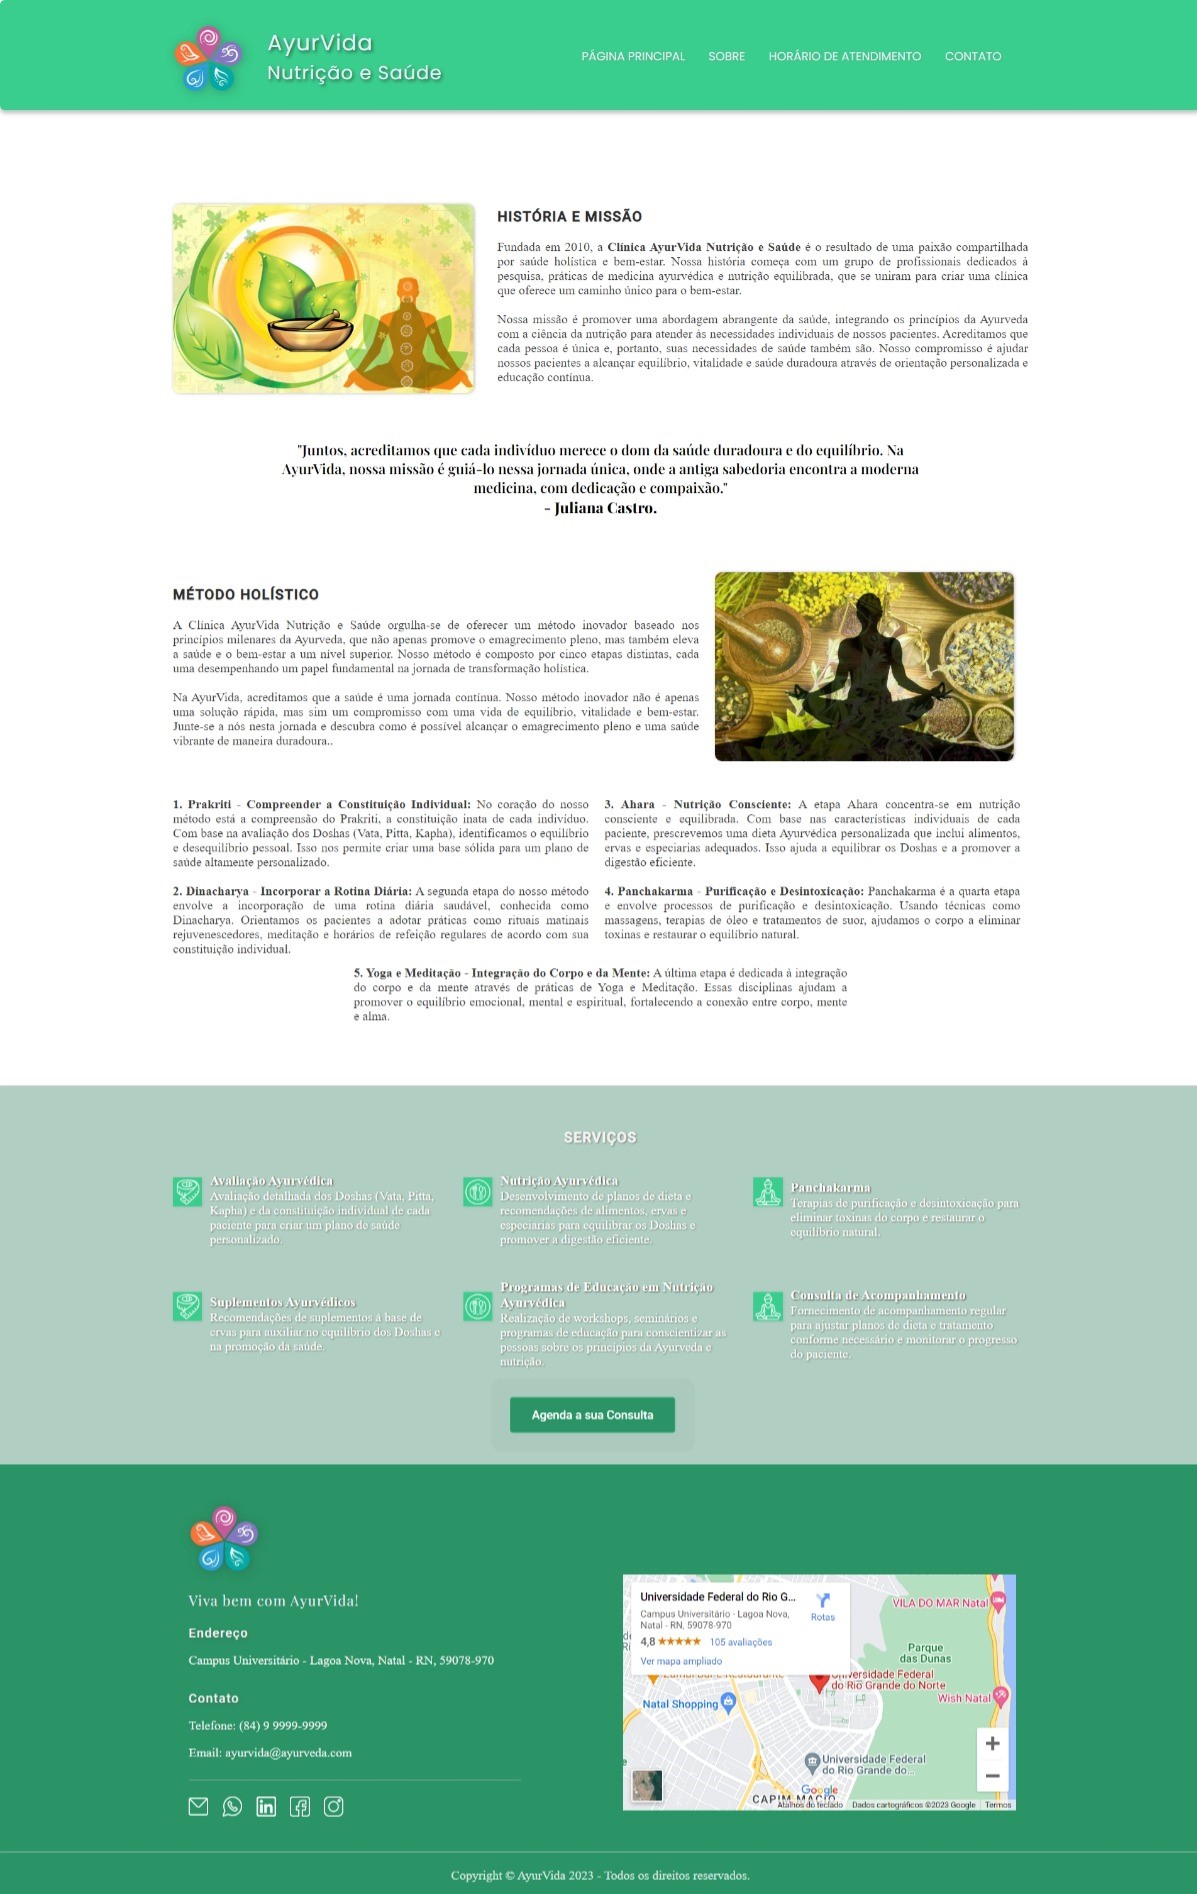 AyurVida
Nutrição e Saúde
PÁGINA PRINCIPAL SOBRE HORÁRIO DE ATENDIMENTO CONTATO
HISTÓRIA E MISSÃO
Fundada em 2010, a Clínica AyurVida Nutrição e Saúde é o resultado de uma paixão compartilhada
por saúde holística e bem-estar. Nossa história começa com um grupo de profissionais dedicados à
pesquisa, práticas de medicina ayurvédica e nutrição equilibrada, que se uniram para criar uma clínica
que oferece um caminho único para o bem-estar.
Nossa missão é promover uma abordagem abrangente da saúde, integrando os princípios da Ayurveda
com a ciência da nutrição para atender às necessidades individuais de nossos pacientes. Acreditamos que
cada pessoa é única e, portanto, suas necessidades de saúde também são. Nosso compromisso é ajudar
nossos pacientes a alcançar equilíbrio, vitalidade e saúde duradoura através de orientação personalizada e
educação contínua.
"Juntos, acreditamos que cada indivíduo merece o dom da saúde duradoura e do equilíbrio. Na
AyurVida, nossa missão é guiá-lo nessa jornada única, onde a antiga sabedoria encontra a moderna
medicina, com dedicação e compaixão."
- Juliana Castro.
MÉTODO HOLÍSTICO
A Clínica AyurVida Nutrição e Saúde orgulha-se de oferecer um método inovador baseado nos
princípios milenares da Ayurveda, que não apenas promove o emagrecimento pleno, mas também eleva
a saúde e o bem-estar a um nível superior. Nosso método é composto por cinco etapas distintas, cada
uma desempenhando um papel fundamental na jornada de transformação holística.
Na AyurVida, acreditamos que a saúde é uma jornada contínua. Nosso método inovador não é apenas
uma solução rápida, mas sim um compromisso com uma vida de equilíbrio, vitalidade e bem-estar.
Junte-se a nós nesta jornada e descubra como é possível alcançar o emagrecimento pleno e uma saúde
vibrante de maneira duradoura..
1. Prakriti - Compreender a Constituição Individual: No coração do nosso
método está a compreensão do Prakriti, a constituição inata de cada indivíduo.
Com base na avaliação dos Doshas (Vata, Pitta, Kapha), identificamos o equilíbrio
e desequilíbrio pessoal. Isso nos permite criar uma base sólida para um plano de
saúde altamente personalizado.
2. Dinacharya - Incorporar a Rotina Diária: A segunda etapa do nosso método
envolve a incorporação de uma rotina diária saudável, conhecida como
Dinacharya. Orientamos os pacientes a adotar práticas como rituais matinais
rejuvenescedores, meditação e horários de refeição regulares de acordo com sua
constituição individual.
3. Ahara - Nutrição Consciente: A etapa Ahara concentra-se em nutrição
consciente e equilibrada. Com base nas características individuais de cada
paciente, prescrevemos uma dieta Ayurvédica personalizada que inclui alimentos,
ervas e especiarias adequados. Isso ajuda a equilibrar os Doshas e a promover a
digestão eficiente.
4. Panchakarma - Purificação e Desintoxicação: Panchakarma é a quarta etapa
e envolve processos de purificação e desintoxicação. Usando técnicas como
massagens, terapias de óleo e tratamentos de suor, ajudamos o corpo a eliminar
toxinas e restaurar o equilíbrio natural.
5. Yoga e Meditação - Integração do Corpo e da Mente: A última etapa é dedicada à integração
do corpo e da mente através de práticas de Yoga e Meditação. Essas disciplinas ajudam a
promover o equilíbrio emocional, mental e espiritual, fortalecendo a conexão entre corpo, mente
e alma.
SERVIÇOS
Avaliação Ayurvédica
Avaliação detalhada dos Doshas (Vata, Pitta,
Kapha) e da constituição individual de cada
paciente para criar um plano de saúde
personalizado.
Nutrição Ayurvédica
Desenvolvimento de planos de dieta e
recomendações de alimentos, ervas e
especiarias para equilibrar os Doshas e
promover a digestão eficiente.
Panchakarma
Terapias de purificação e desintoxicação para
eliminar toxinas do corpo e restaurar o
equilíbrio natural.
Suplementos Ayurvédicos
Recomendações de suplementos à base de
ervas para auxiliar no equilíbrio dos Doshas e
na promoção da saúde.
Programas de Educação em Nutrição
Ayurvédica
Realização de workshops, seminários e
programas de educação para conscientizar as
pessoas sobre os princípios da Ayurveda e
nutrição.
Consulta de Acompanhamento
Fornecimento de acompanhamento regular
para ajustar planos de dieta e tratamento
conforme necessário e monitorar o progresso
do paciente.
Agenda a sua Consulta
Viva bem com AyurVida!
Endereço
Campus Universitário - Lagoa Nova, Natal - RN, 59078-970
Contato
Telefone: (84) 9 9999-9999
Email: ayurvida@ayurveda.com
Universidade Federal do Rio G...
Campus Universitário - Lagoa Nova,
Natal - RN, 59078-970
4,8 105 avaliações
Ver mapa ampliado
Rotas
VILA DO MAR Natal
Parque
das Dunas
Universidade Federal
do Rio Grande do Norte
Wish Natal
Natal Shopping
Universidade Federal
do Rio Grande do...
Google
CAPIM MACIO
Atalhos do teclado Dados cartográficos ©2023 Google Termos
Copyright © AyurVida 2023 - Todos os direitos reservados.